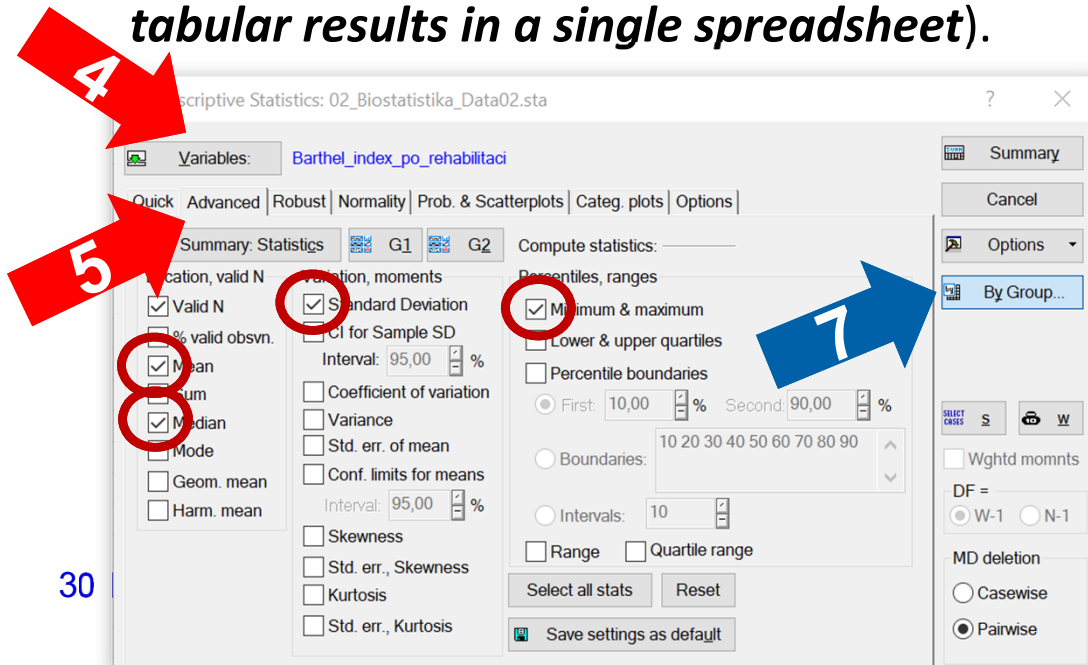 tabular results in a single spreadsheet).
4
scriptive Statistics: 02_Biostatistika_Data02.sta
?
Variables:
Barthel_index_po_rehabilitaci
Summary
Quick Advanced Robust Normality Prob. & Scatterplots Categ. plots Options
Cancel
5
Summary: Statistics
G1
G2
Compute statistics:
Options
cation, valid N
Variation, moments
Percentiles, ranges
By Group...
7
Valid N
Standard Deviation
Minimum & maximum
% valid obsvn.
CI for Sample SD
Lower & upper quartiles
Mean
Interval: 95,00 %
Percentile boundaries
Sum
Coefficient of variation
First: 10,00 % Second: 90,00 %
Median
Variance
SELECT CASES S
W
Mode
Std. err. of mean
Boundaries: 10 20 30 40 50 60 70 80 90
Wghtd momnts
Geom. mean
Conf. limits for means
DF =
Harm. mean
Interval: 95,00 %
Intervals: 10
W-1 N-1
Skewness
Range Quartile range
MD deletion
30
Std. err., Skewness
Select all stats
Reset
Casewise
Kurtosis
Std. err., Kurtosis
Save settings as default
Pairwise